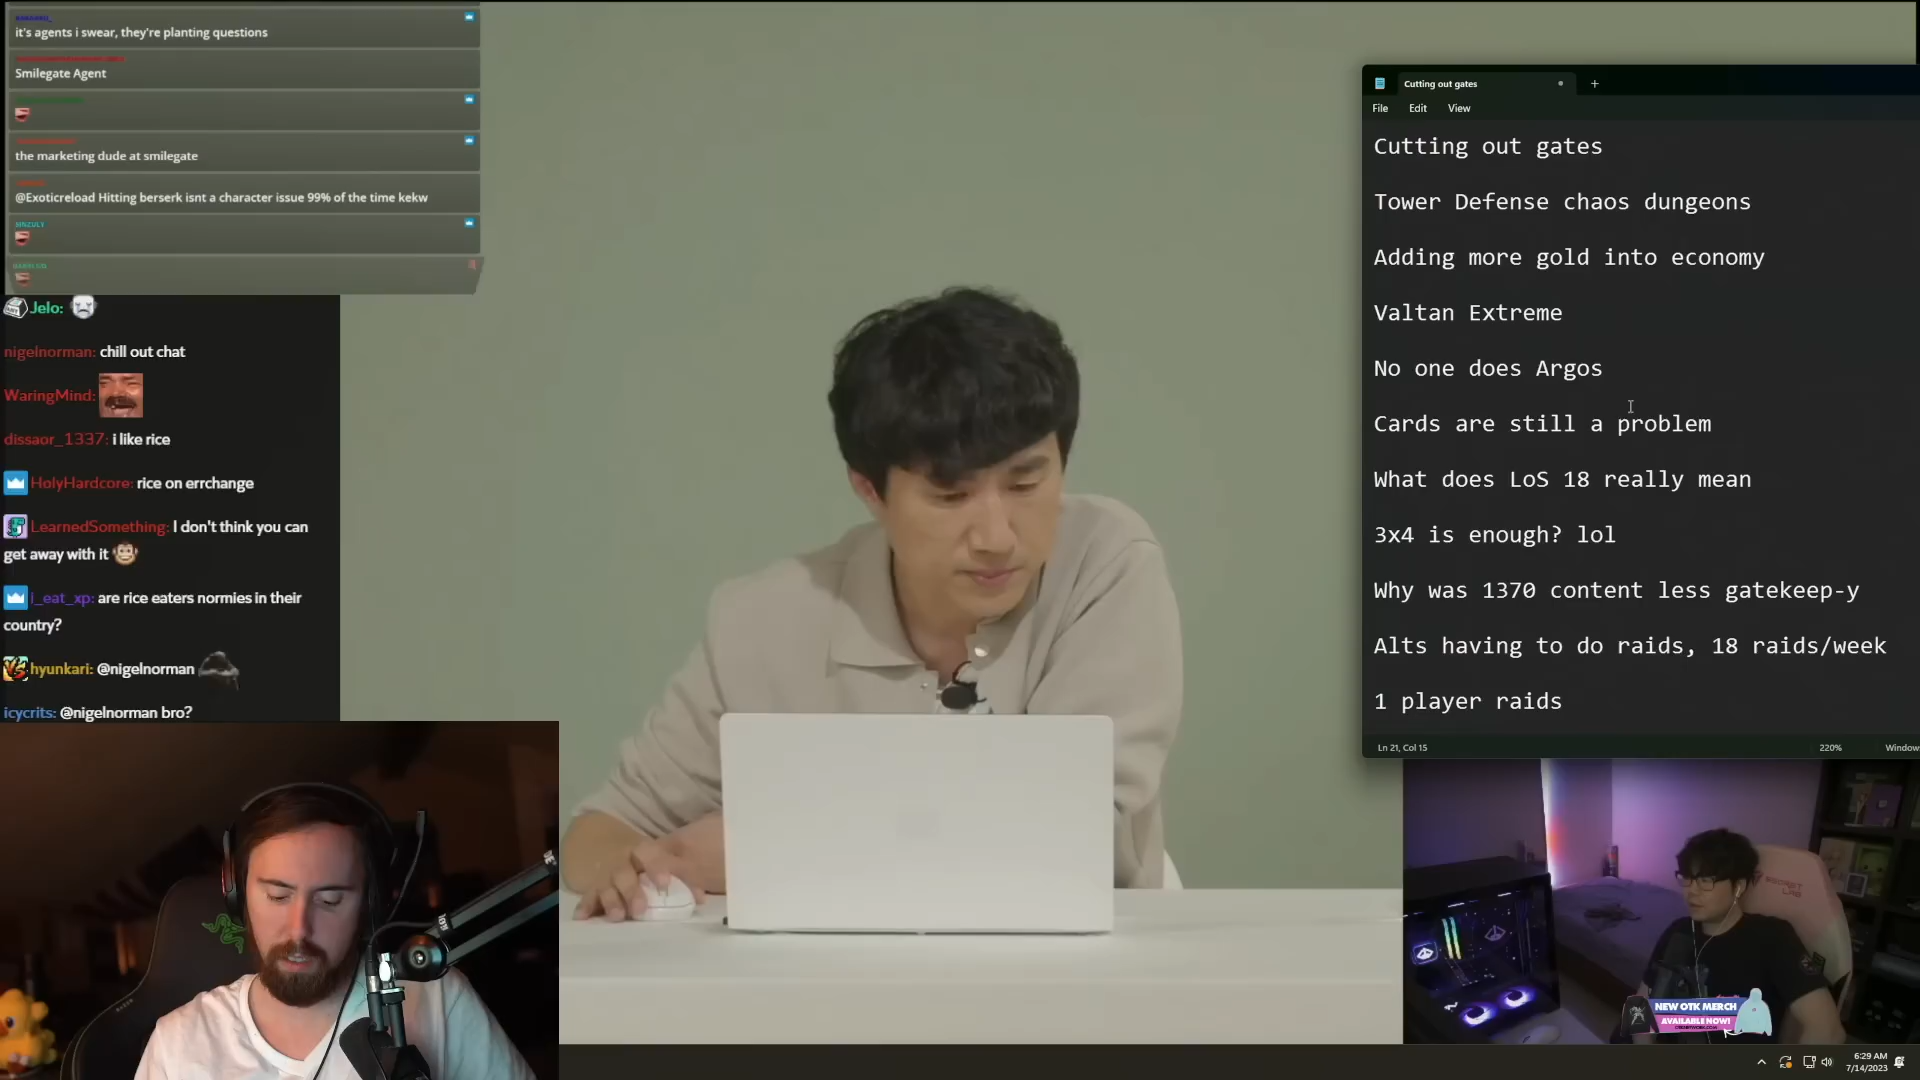 it's agents i swear, they're planting questions
Smilegate Agent
the marketing dude at smilegate
@Exoticreload Hitting berserk isnt a character issue 99% of the time kekw
Jelo:
nigelnorman: chill out chat
WaringMind:
dissaor_1337: i like rice
HolyHardcore: rice on errchange
LearnedSomething: I don't think you can
get away with it
i_eat_xp: are rice eaters normies in their
country?
hyunkari: @nigelnorman
icycrits: @nigelnorman bro?
Cutting out gates
File Edit View
Cutting out gates
Tower Defense chaos dungeons
Adding more gold into economy
Valtan Extreme
No one does Argos
Cards are still a problem
What does LoS 18 really mean
3x4 is enough? lol
Why was 1370 content less gatekeep-y
Alts having to do raids, 18 raids/week
1 player raids
Ln 21, Col 15
220%
Window
NEW OTK MERCH
AVAILABLE NOW!
6:29 AM
7/14/2023